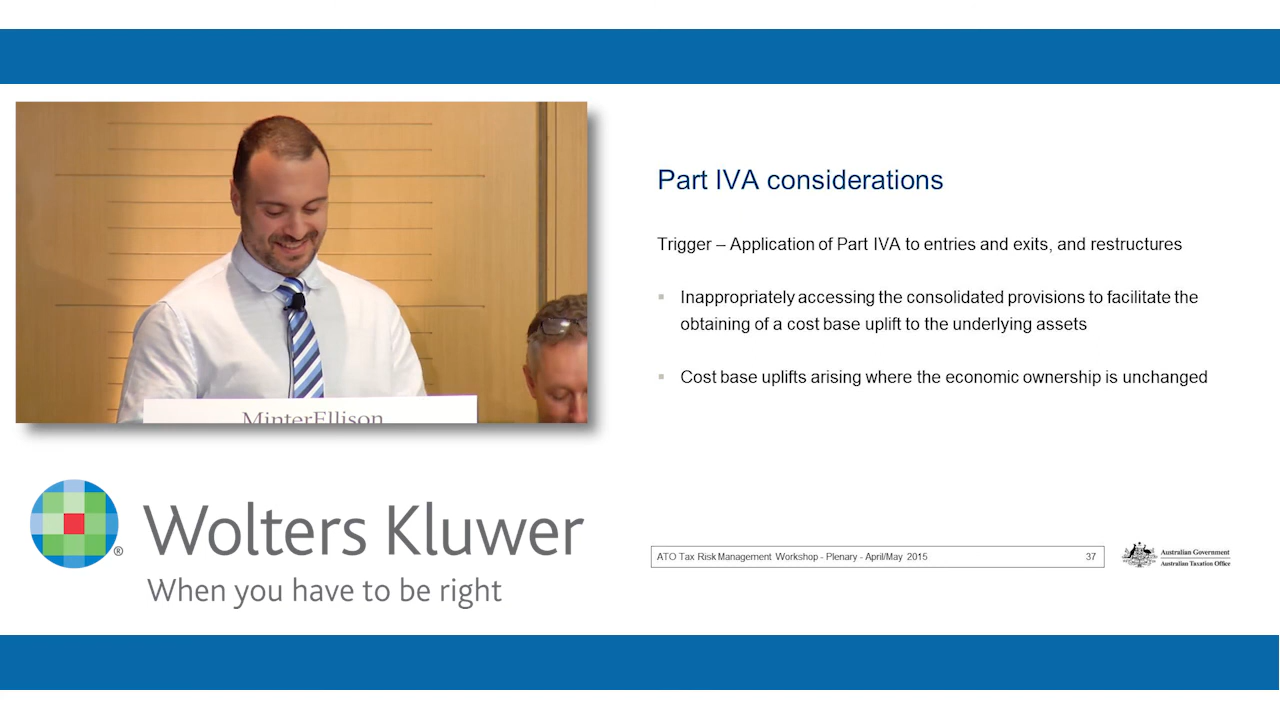 MinterEllison
Wolters Kluwer
®
When you have to be right
Part IVA considerations
Trigger – Application of Part IVA to entries and exits, and restructures
Inappropriately accessing the consolidated provisions to facilitate the
obtaining of a cost base uplift to the underlying assets
Cost base uplifts arising where the economic ownership is unchanged
ATO Tax Risk Management Workshop - Plenary - April/May 2015 37
Australian Government
Australian Taxation Office